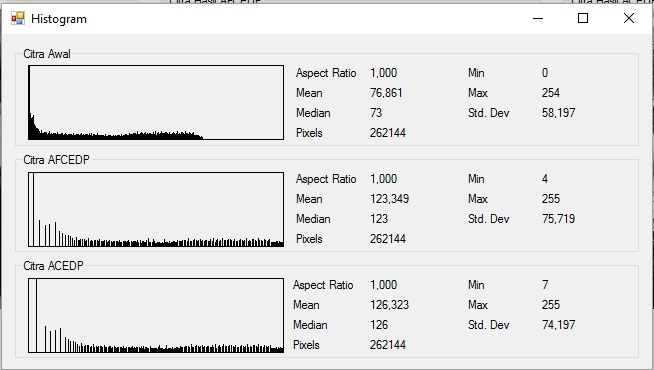 Histogram
Citra Awal
Aspect Ratio 1,000 Min 0
Mean 76,861 Max 254
Median 73 Std. Dev 58,197
Pixels 262144
Citra AFCEDP
Aspect Ratio 1,000 Min 4
Mean 123,349 Max 255
Median 123 Std. Dev 75,719
Pixels 262144
Citra ACEDP
Aspect Ratio 1,000 Min 7
Mean 126,323 Max 255
Median 126 Std. Dev 74,197
Pixels 262144